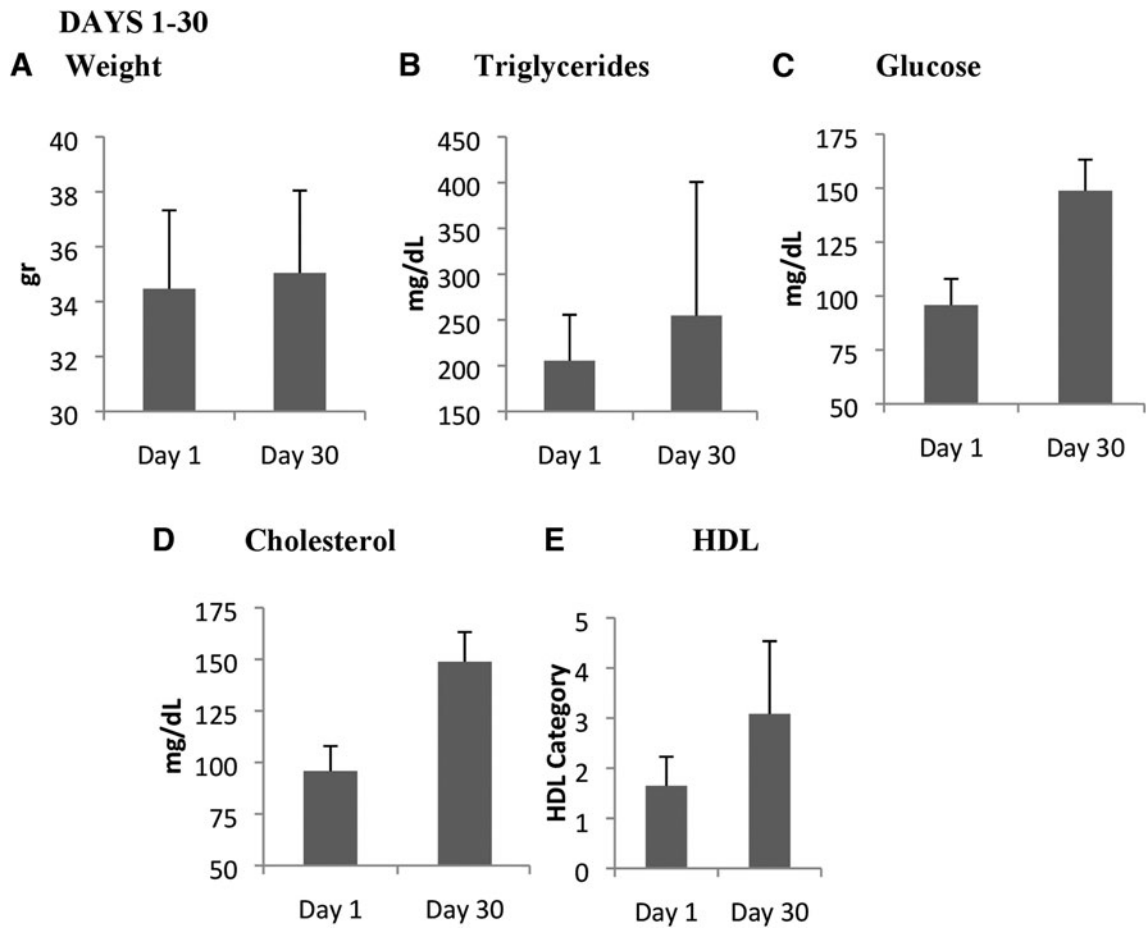 DAYS 1-30
A Weight
gr
40
38
36
34
32
30
Day 1 Day 30
B Triglycerides
mg/dL
450
400
350
300
250
200
150
Day 1 Day 30
C Glucose
mg/dL
175
150
125
100
75
50
Day 1 Day 30
D Cholesterol
mg/dL
175
150
125
100
75
50
Day 1 Day 30
E HDL
HDL Category
5
4
3
2
1
0
Day 1 Day 30